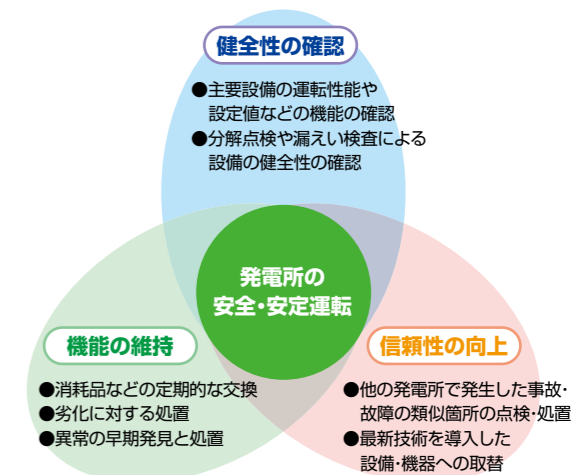 健全性の確認
●主要設備の運転性能や
設定値などの機能の確認
●分解点検や漏えい検査による
設備の健全性の確認
発電所の
安全・安定運転
機能の維持
●消耗品などの定期的な交換
●劣化に対する処置
●異常の早期発見と処置
信頼性の向上
●他の発電所で発生した事故・
故障の類似箇所の点検・処置
●最新技術を導入した
設備・機器への取替